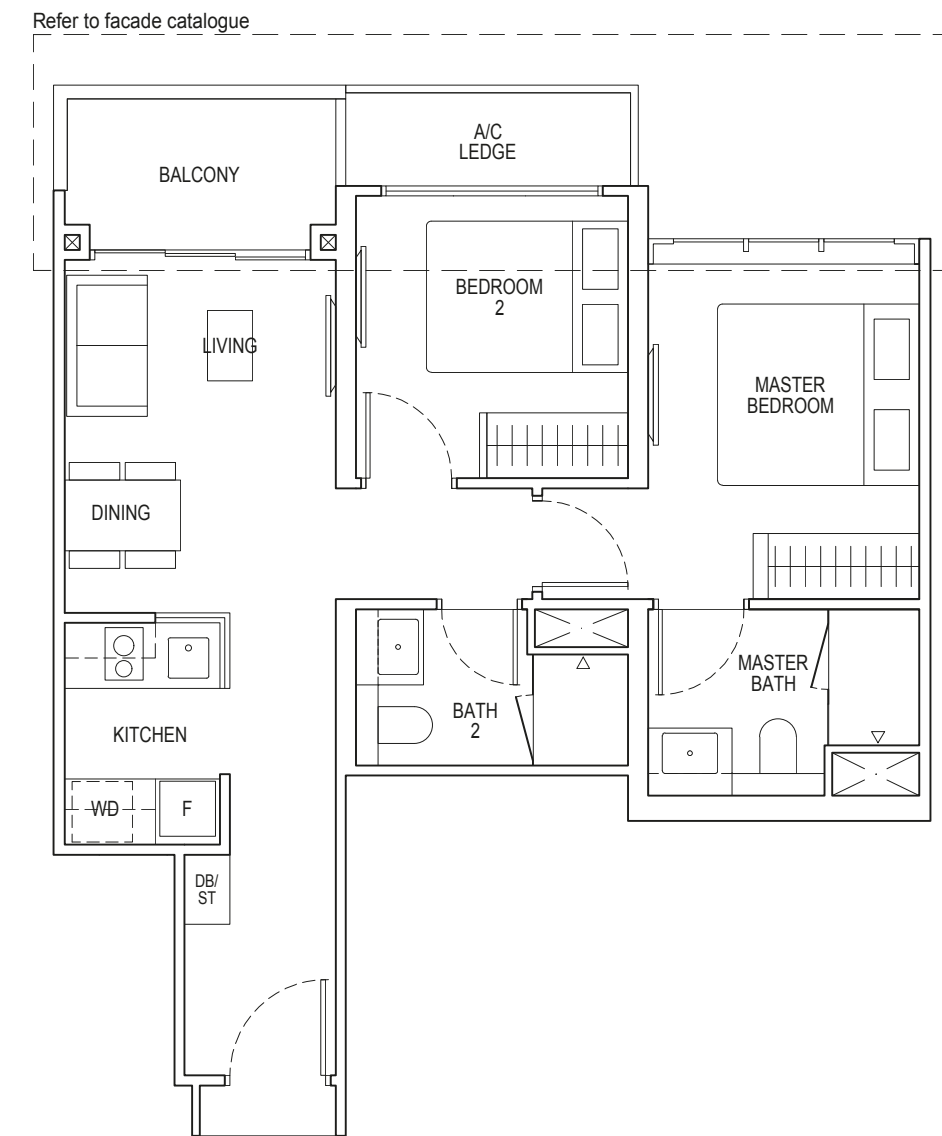 Refer to facade catalogue
A/C
LEDGE
BALCONY
BEDROOM
2
LIVING
MASTER
BEDROOM
DINING
MASTER
BATH
BATH
2
KITCHEN
WD
F
DB/
ST